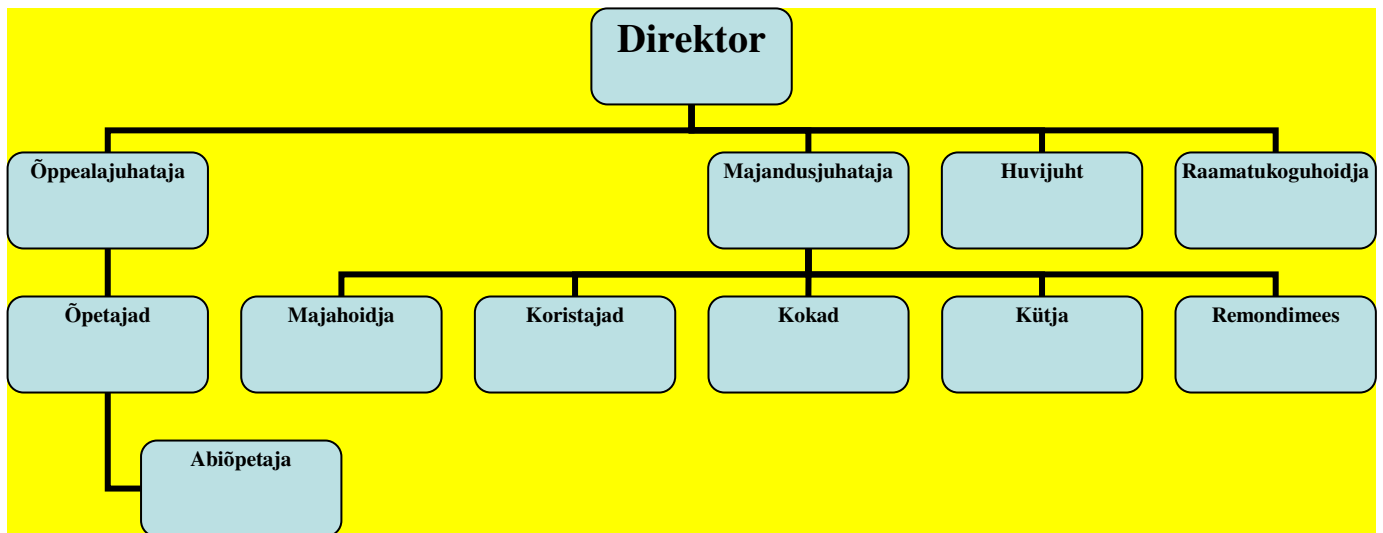 Direktor
Õppealajuhataja
Majandusjuhataja
Huvijuht
Raamatukoguhoidja
Õpetajad
Majahoidja
Koristajad
Kokad
Kütja
Remondimees
Abiõpetaja